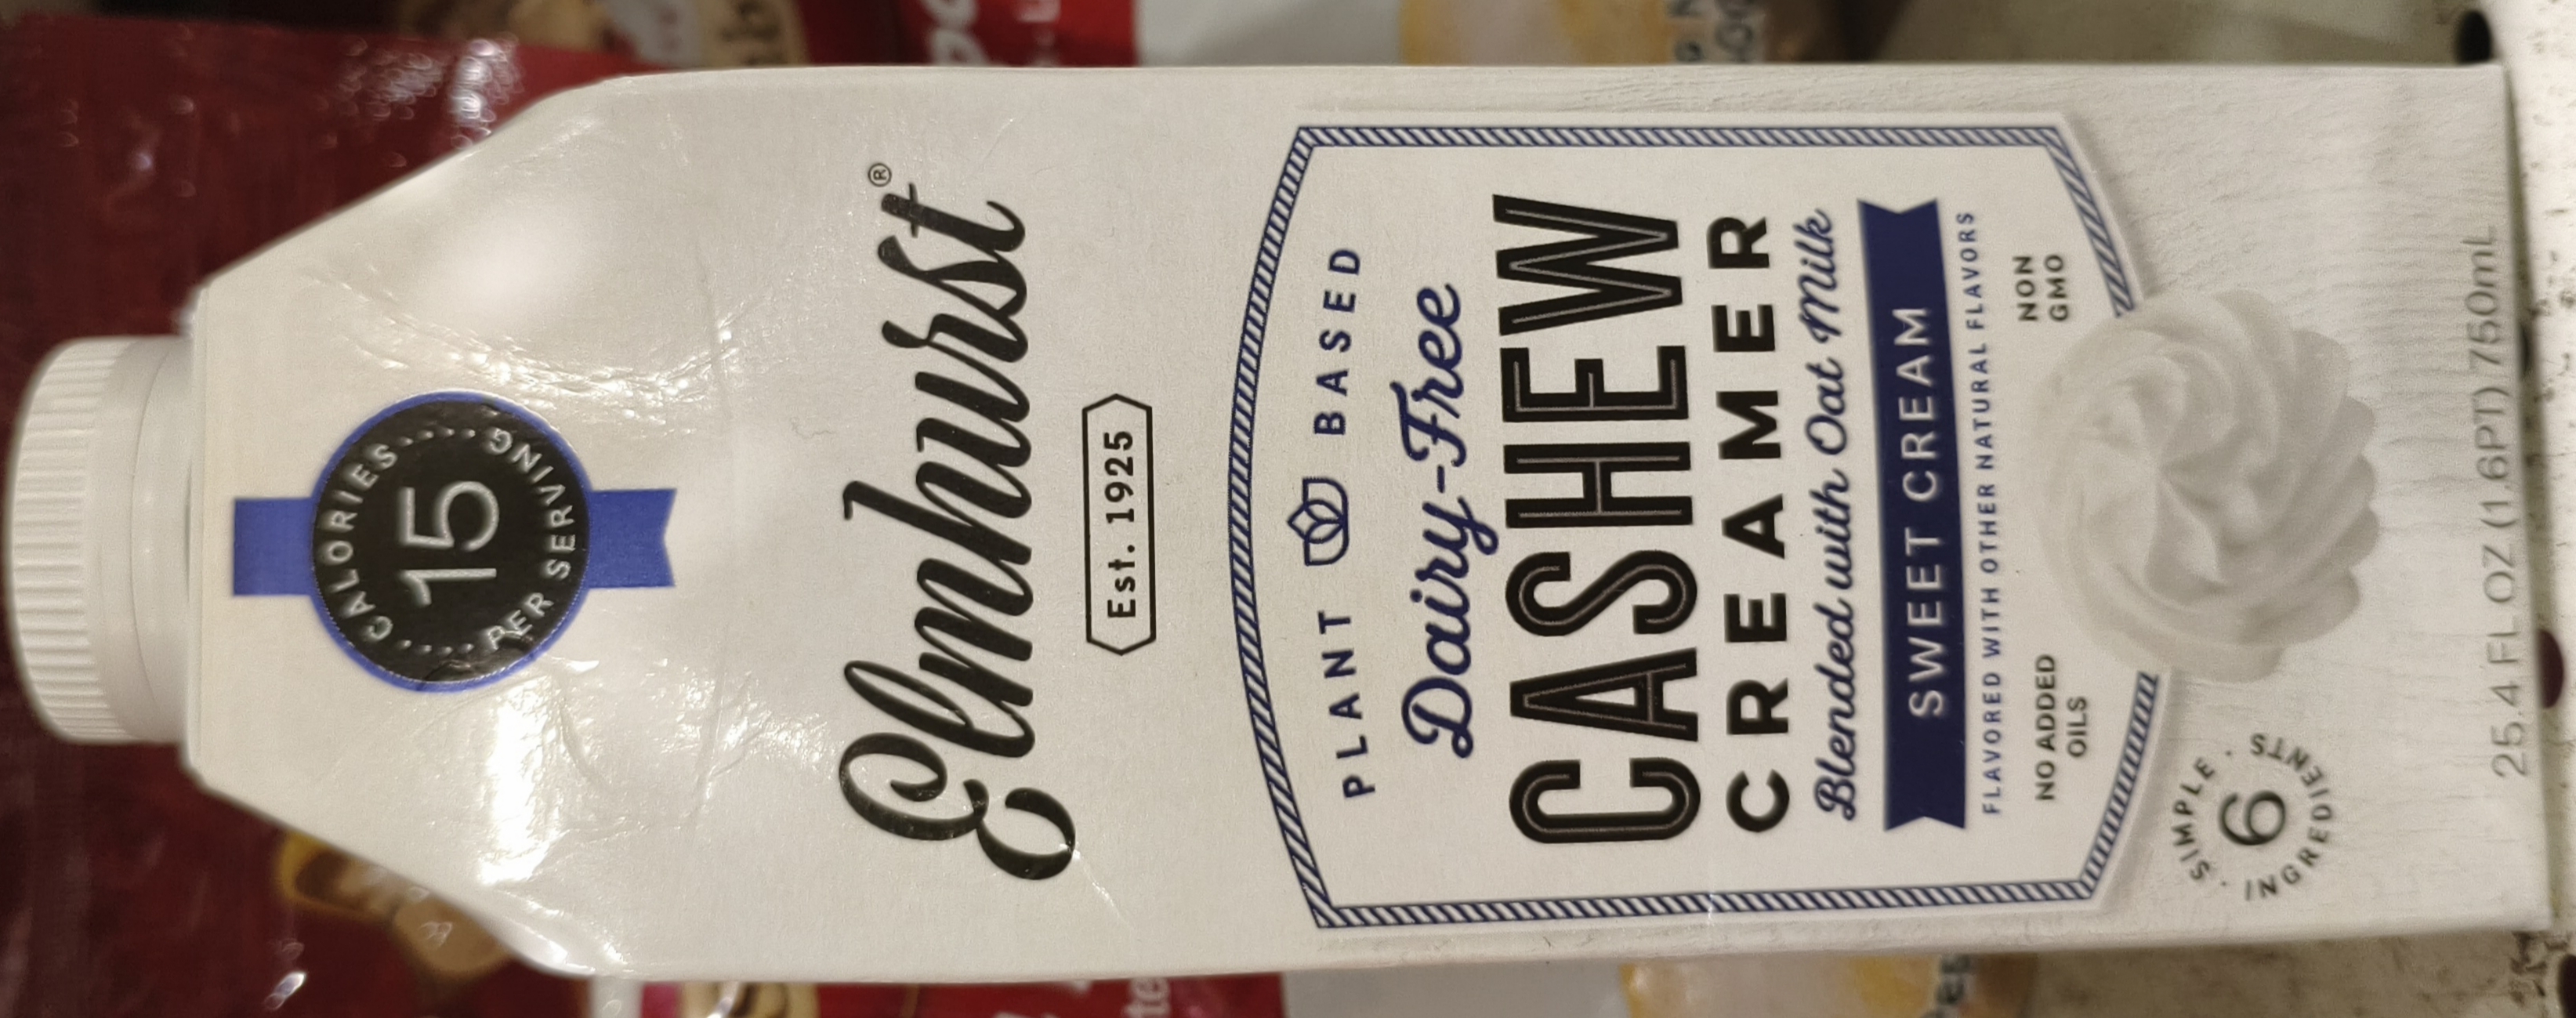 CALORIES
15
PER SERVING
Elmhurst®
Est. 1925
PLANT BASED
Dairy-Free
CASHEW
CREAMER
Blended with Oat Milk
SWEET CREAM
FLAVORED WITH OTHER NATURAL FLAVORS
NO ADDED
OILS
NON
GMO
SIMPLE
6
INGREDIENTS
25.4 FL OZ (1.6PT) 750mL